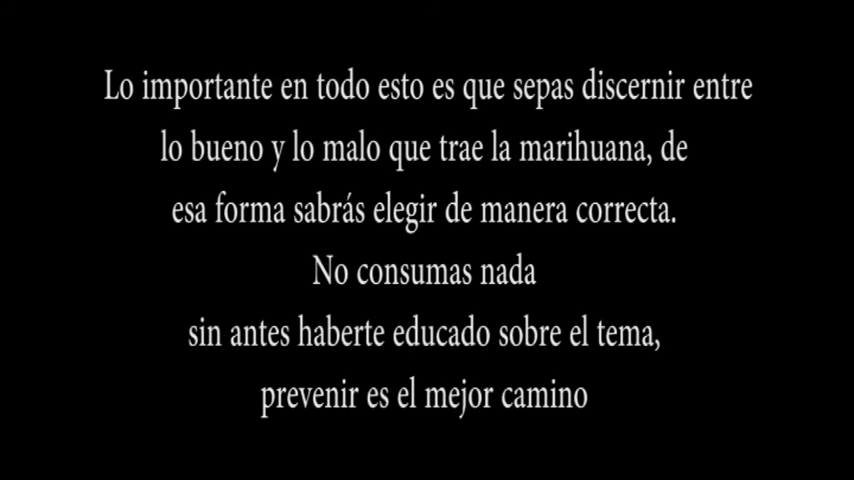 Lo importante en todo esto es que sepas discernir entre
lo bueno y lo malo que trae la marihuana, de
esa forma sabrás elegir de manera correcta.
No consumas nada
sin antes haberte educado sobre el tema,
prevenir es el mejor camino